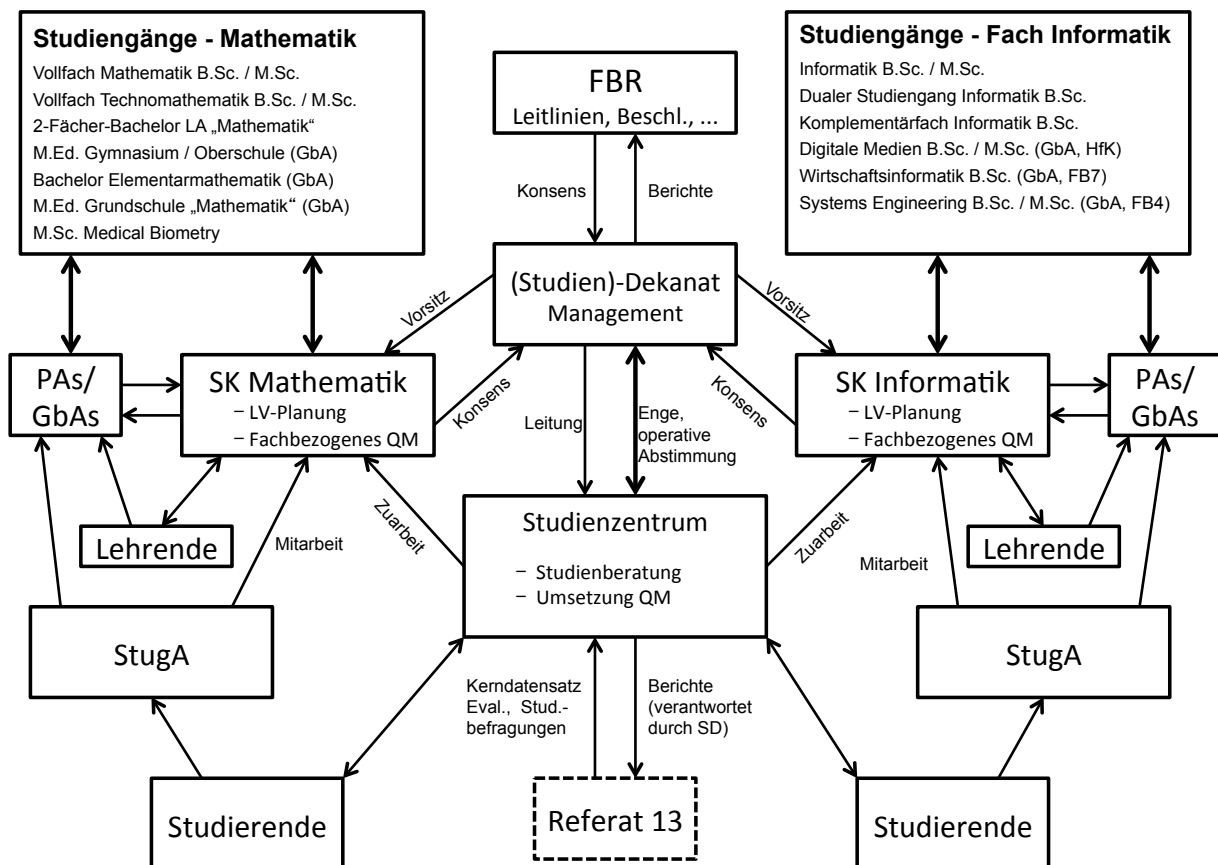 Studiengänge - Mathematik
Vollfach Mathematik B.Sc. / M.Sc.
Vollfach Technomathematik B.Sc. / M.Sc.
2-Fächer-Bachelor LA „Mathematik“
M.Ed. Gymnasium / Oberschule (GbA)
Bachelor Elementarmathematik (GbA)
M.Ed. Grundschule „Mathematik“ (GbA)
M.Sc. Medical Biometry
FBR
Leitlinien, Beschl., ...
Studiengänge - Fach Informatik
Informatik B.Sc. / M.Sc.
Dualer Studiengang Informatik B.Sc.
Komplementärfach Informatik B.Sc.
Digitale Medien B.Sc. / M.Sc. (GbA, HfK)
Wirtschaftsinformatik B.Sc. (GbA, FB7)
Systems Engineering B.Sc. / M.Sc. (GbA, FB4)
Konsens
Berichte
(Studien)-Dekanat
Management
Vorsitz
Vorsitz
PAs/
GbAs
SK Mathematik
– LV-Planung
– Fachbezogenes QM
Konsens
Leitung
Enge,
operative
Abstimmung
Konsens
SK Informatik
– LV-Planung
– Fachbezogenes QM
PAs/
GbAs
Lehrende
Mitarbeit
Zuarbeit
Studienzentrum
– Studienberatung
– Umsetzung QM
Zuarbeit
Mitarbeit
Lehrende
StugA
StugA
Kerndatensatz
Eval., Stud.-
befragungen
Berichte
(verantwortet
durch SD)
Studierende
Referat 13
Studierende